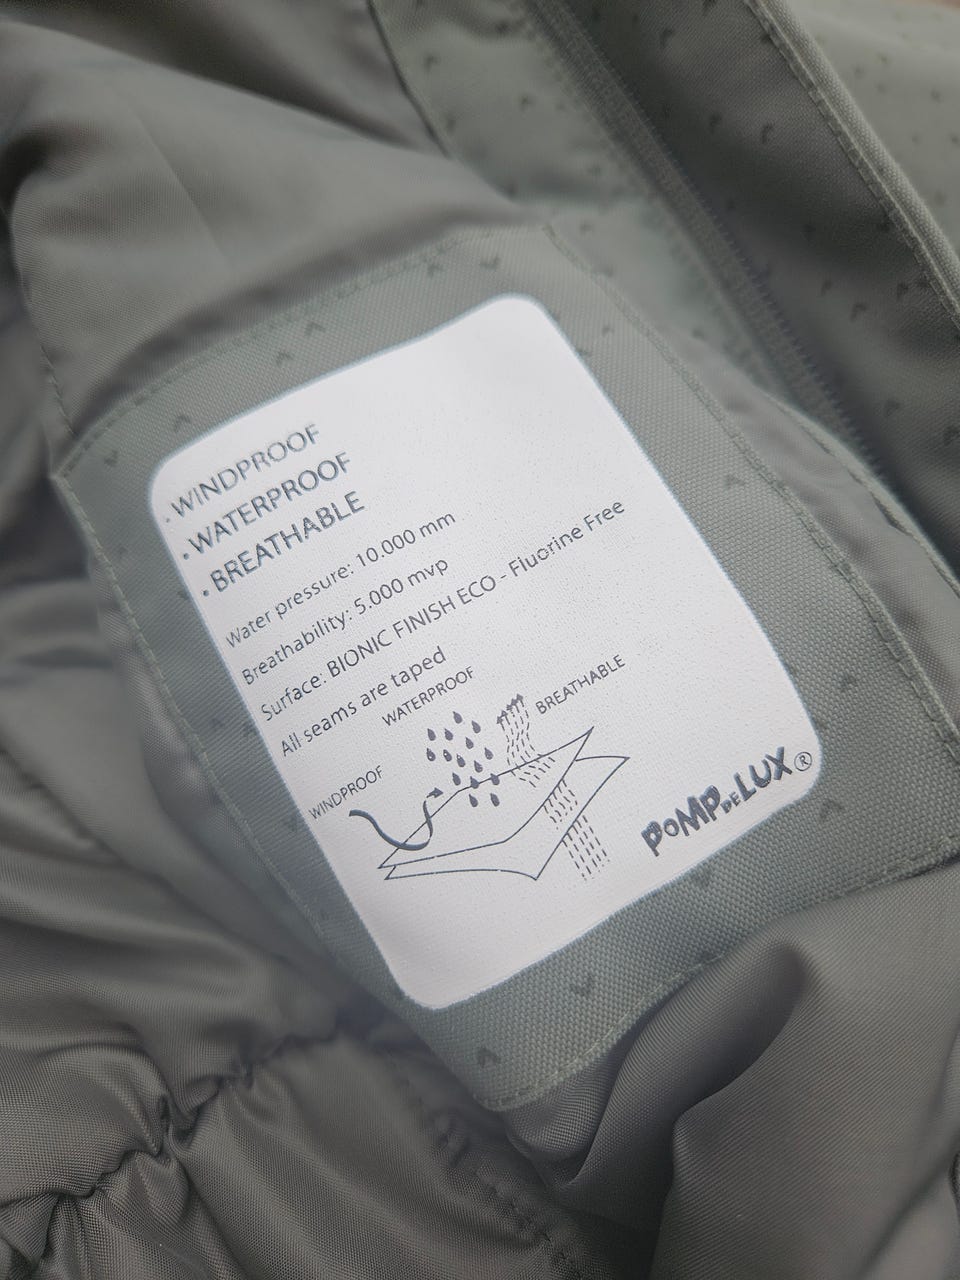 · WINDPROOF
· WATERPROOF
· BREATHABLE
Water pressure: 10.000 mm
Breathability: 5.000 mvp
Surface: BIONIC FINISH ECO - Fluorine Free
All seams are taped
WATERPROOF
BREATHABLE
WINDPROOF
POMPDELUX®